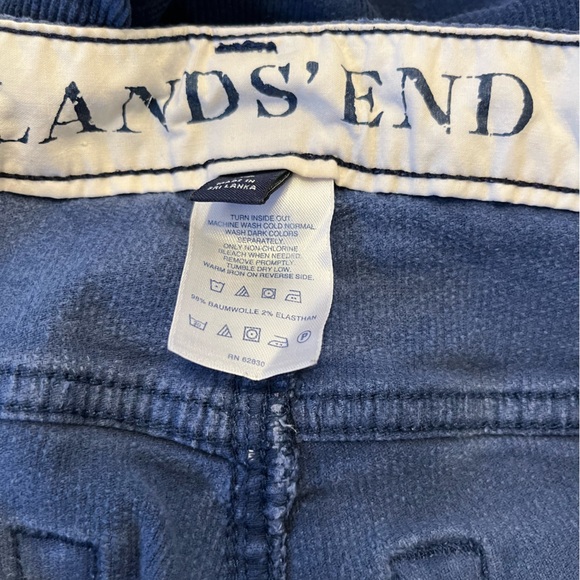 LANDS' END
MADE IN
SRI LANKA
TURN INSIDE OUT
MACHINE WASH COLD NORMAL
WASH DARK COLORS
SEPARATELY.
ONLY NON-CHLORINE
BLEACH WHEN NEEDED.
REMOVE PROMPTLY.
TUMBLE DRY LOW.
WARM IRON ON REVERSE SIDE.
98% BAUMWOLLE 2% ELASTHAN
P
RN 62830